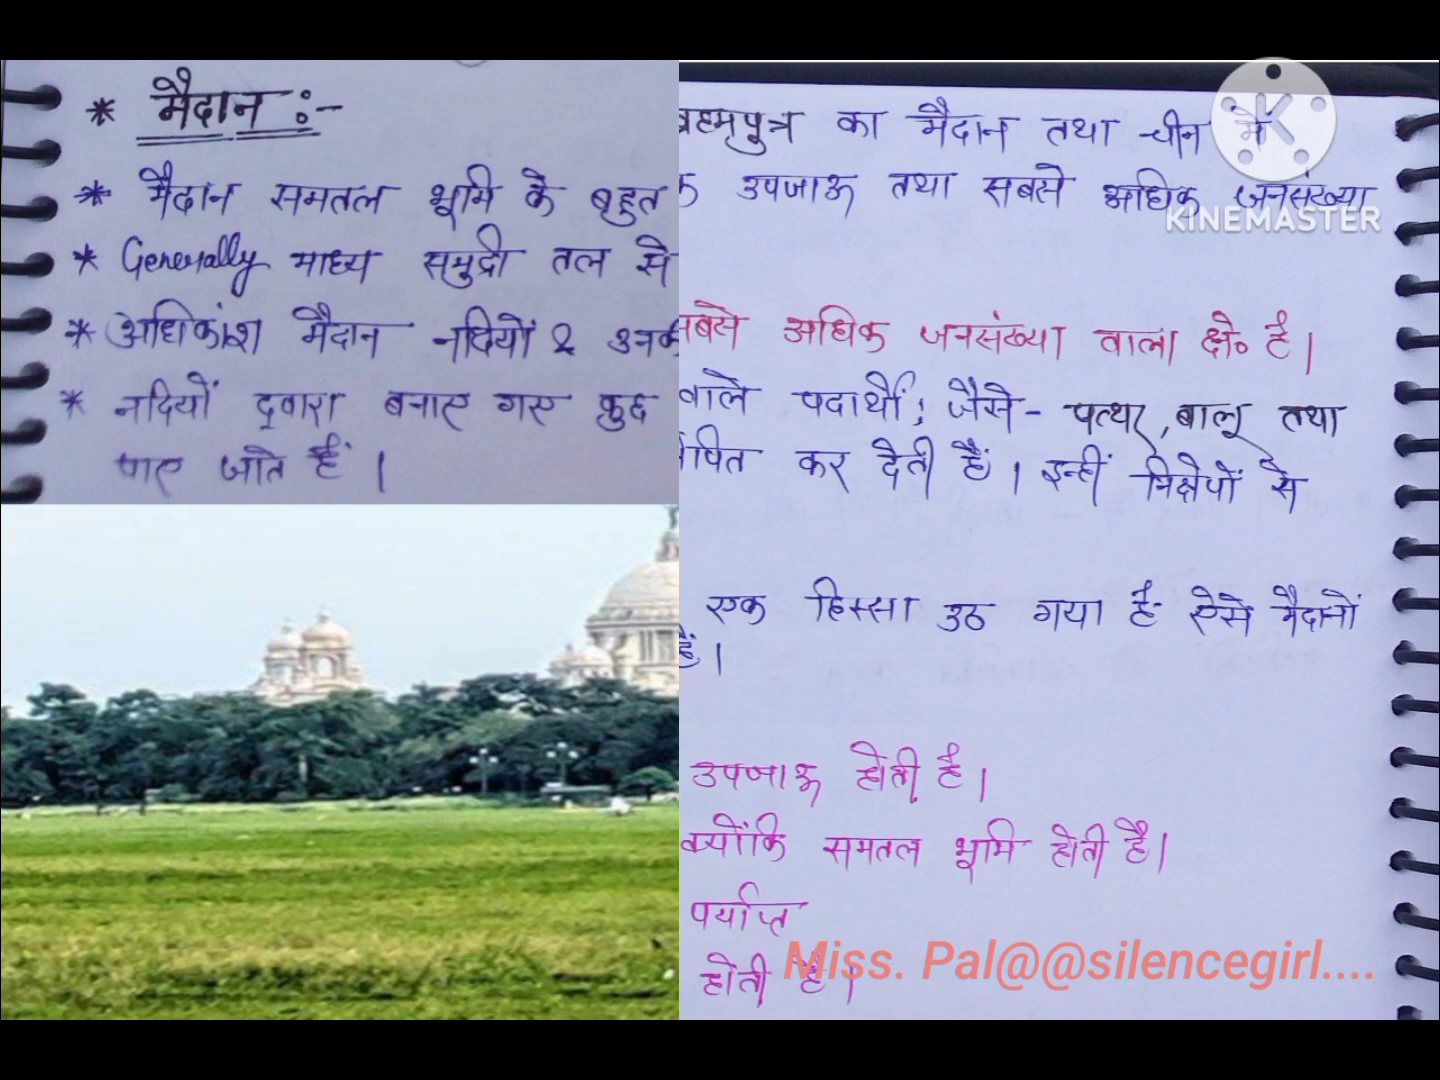 * मैदान :-
* मैदान समतल भूमि के बहुत
* Generally माध्य समुद्री तल से
* अधिकांश मैदान नदियों & उनकी
* नदियों द्वारा बनाए गए कुछ
पाए जाते हैं।
ब्रह्मपुत्र का मैदान तथा चीन में
उपजाऊ तथा सबसे अधिक जनसंख्या
सबसे अधिक जनसंख्या वाला क्षे० है।
वाले पदार्थों; जैसे- पत्थर, बालू तथा
कर देती हैं। इन्हीं निक्षेपों से
एक हिस्सा उठ गया है ऐसे मैदानों
हैं।
उपजाऊ होती है।
क्योंकि समतल भूमि होती है।
पर्याप्त
होती है।
KINEMASTER
Miss. Pal@@silencegirl....